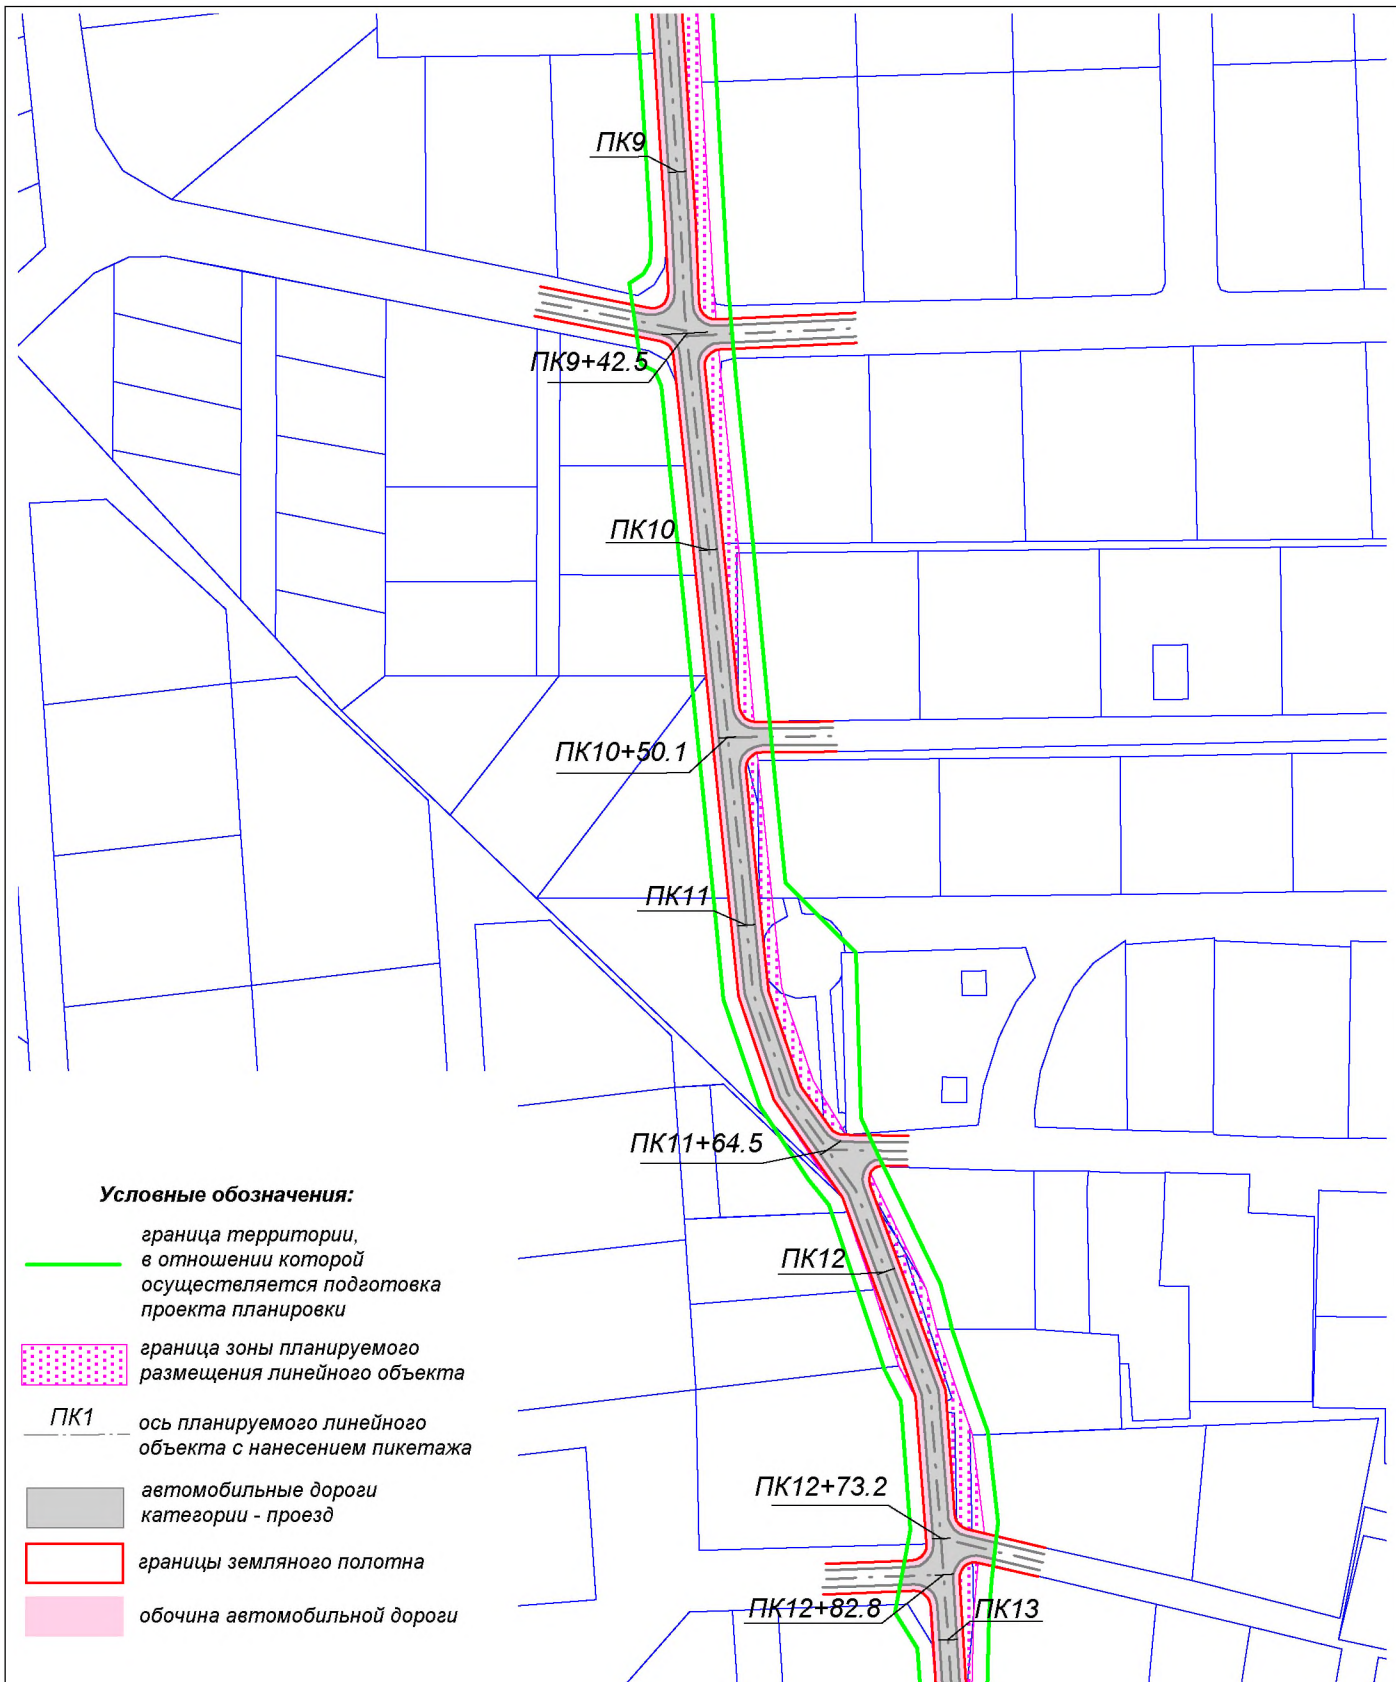 ПК9
ПК9+42.5
ПК10
ПК10+50.1
ПК11
ПК11+64.5
ПК12
ПК12+73.2
ПК12+82.8
ПК13
Условные обозначения:
граница территории,
в отношении которой
осуществляется подготовка
проекта планировки
граница зоны планируемого
размещения линейного объекта
ПК1
ось планируемого линейного
объекта с нанесением пикетажа
автомобильные дороги
категории - проезд
границы земляного полотна
обочина автомобильной дороги